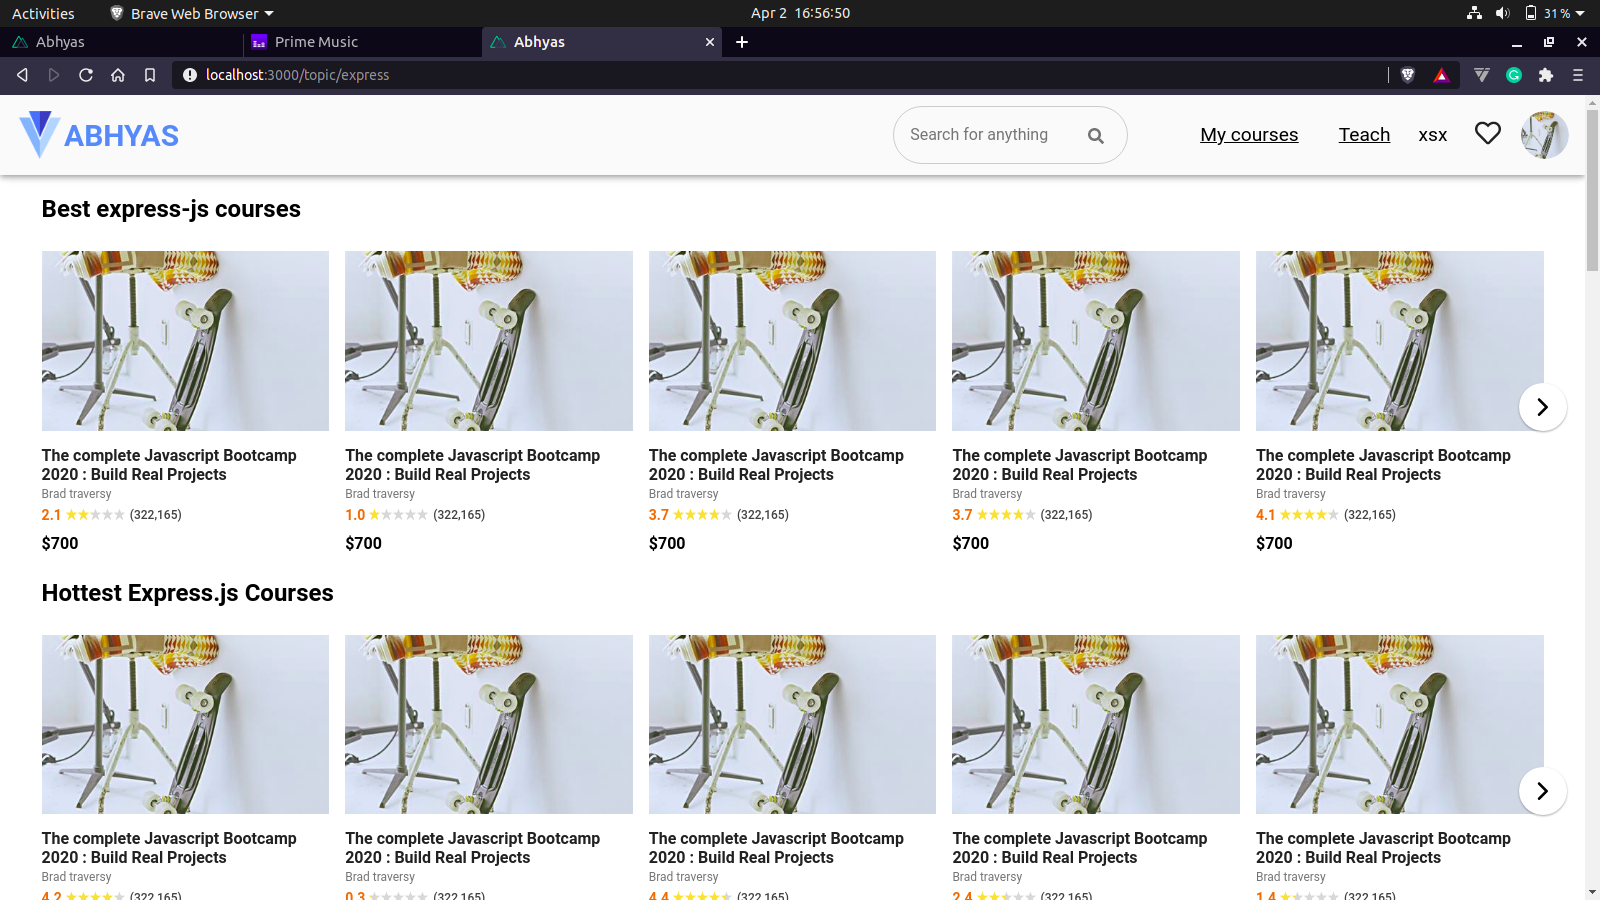 Activities Brave Web Browser Apr 2 16:56:50 31%
Abhyas Prime Music Abhyas
localhost:3000/topic/express
ABHYAS Search for anything My courses Teach xsx
Best express-js courses
The complete Javascript Bootcamp 2020 : Build Real Projects
Brad traversy
2.1 (322,165)
$700
The complete Javascript Bootcamp 2020 : Build Real Projects
Brad traversy
1.0 (322,165)
$700
The complete Javascript Bootcamp 2020 : Build Real Projects
Brad traversy
3.7 (322,165)
$700
The complete Javascript Bootcamp 2020 : Build Real Projects
Brad traversy
3.7 (322,165)
$700
The complete Javascript Bootcamp 2020 : Build Real Projects
Brad traversy
4.1 (322,165)
$700
Hottest Express.js Courses
The complete Javascript Bootcamp 2020 : Build Real Projects
Brad traversy
4.2 (322,165)
The complete Javascript Bootcamp 2020 : Build Real Projects
Brad traversy
0.3 (322,165)
The complete Javascript Bootcamp 2020 : Build Real Projects
Brad traversy
4.4 (322,165)
The complete Javascript Bootcamp 2020 : Build Real Projects
Brad traversy
2.4 (322,165)
The complete Javascript Bootcamp 2020 : Build Real Projects
Brad traversy
1.4 (322,165)